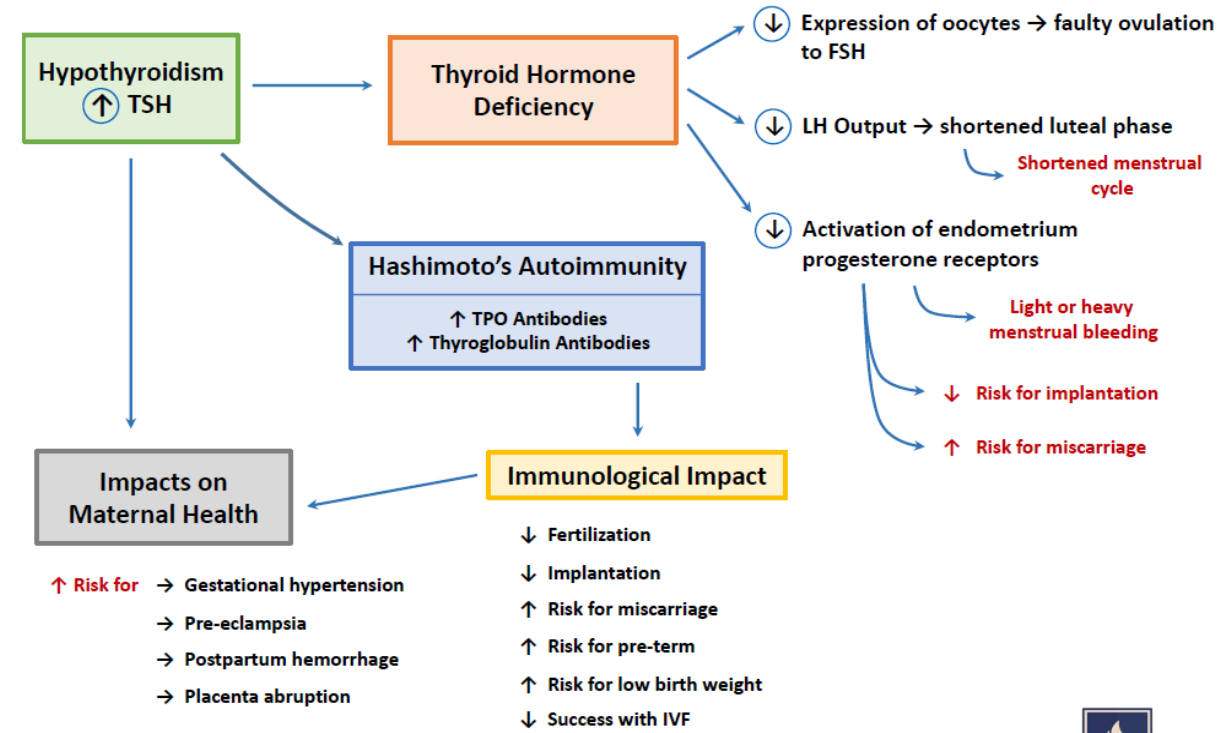 Hypothyroidism
↑ TSH
Thyroid Hormone
Deficiency
↓ Expression of oocytes → faulty ovulation
to FSH
↓ LH Output → shortened luteal phase
Shortened menstrual
cycle
↓ Activation of endometrium
progesterone receptors
Light or heavy
menstrual bleeding
↓ Risk for implantation
↑ Risk for miscarriage
Hashimoto's Autoimmunity
↑ TPO Antibodies
↑ Thyroglobulin Antibodies
Impacts on
Maternal Health
↑ Risk for → Gestational hypertension
→ Pre-eclampsia
→ Postpartum hemorrhage
→ Placenta abruption
Immunological Impact
↓ Fertilization
↓ Implantation
↑ Risk for miscarriage
↑ Risk for pre-term
↑ Risk for low birth weight
↓ Success with IVF